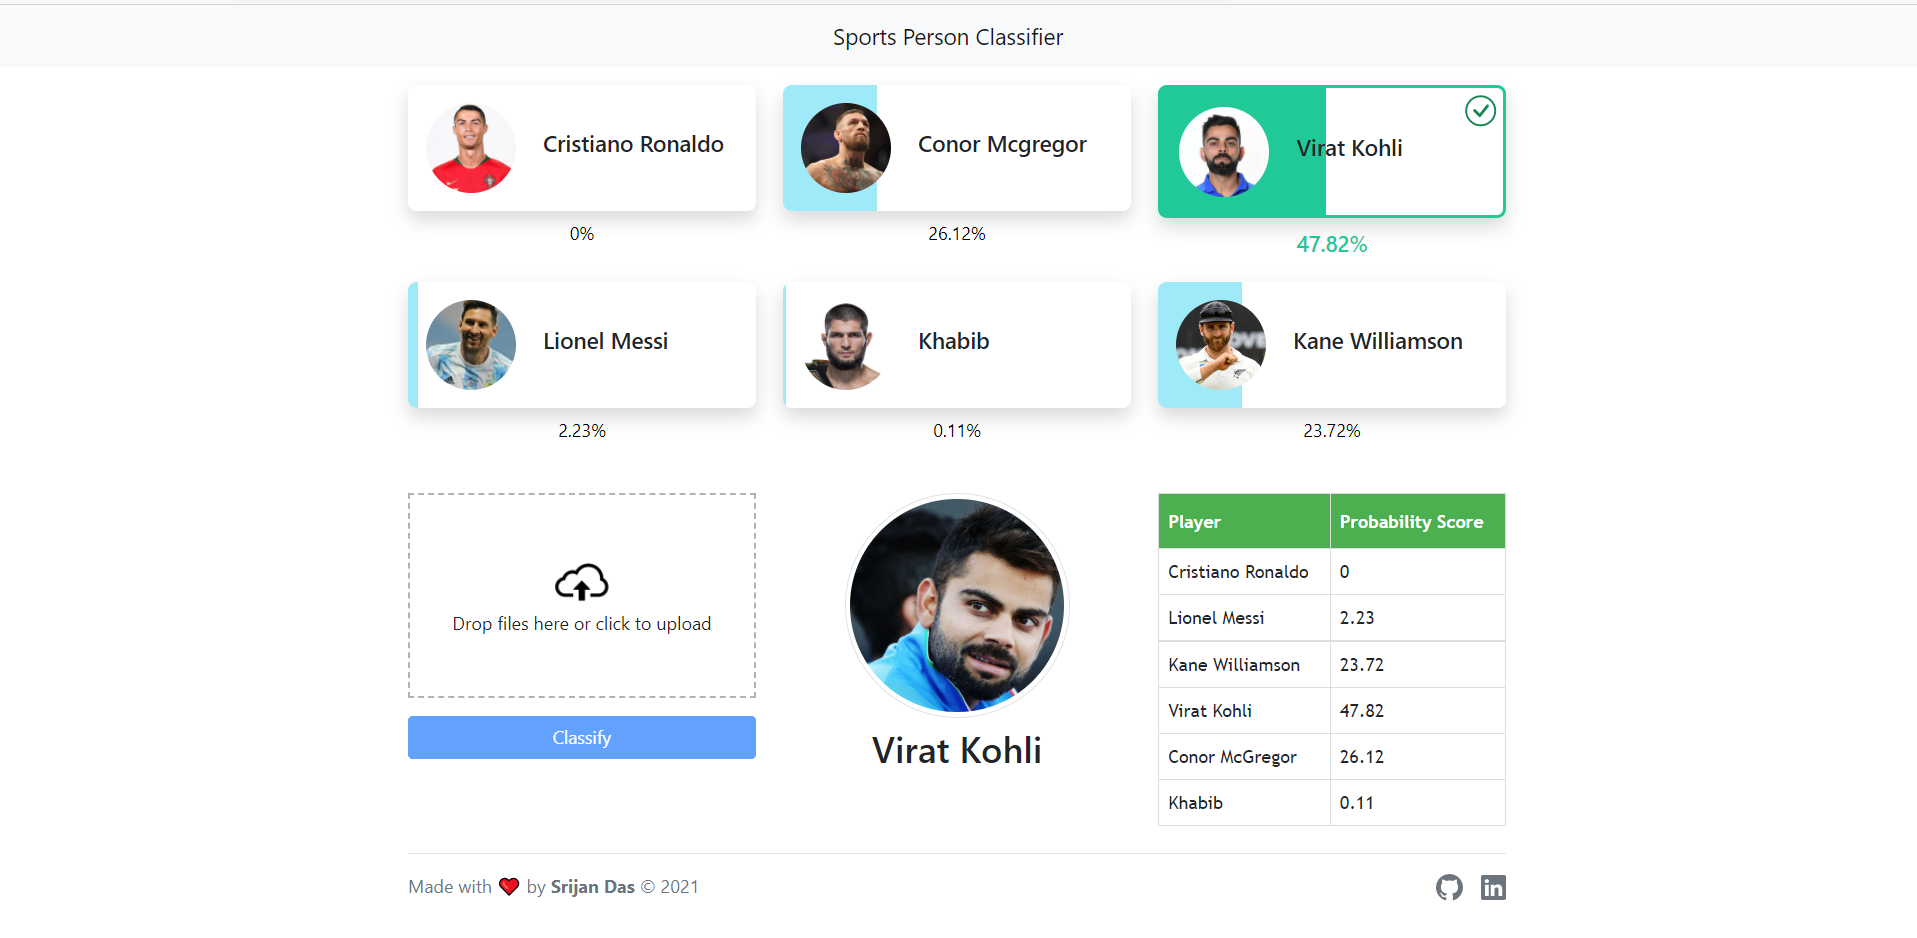 Sports Person Classifier
Cristiano Ronaldo
Conor Mcgregor
Virat Kohli
0%
26.12%
47.82%
Lionel Messi
Khabib
Kane Williamson
2.23%
0.11%
23.72%
Drop files here or click to upload
Classify
Virat Kohli
Player Probability Score
Cristiano Ronaldo 0
Lionel Messi 2.23
Kane Williamson 23.72
Virat Kohli 47.82
Conor McGregor 26.12
Khabib 0.11
Made with ❤️ by Srijan Das © 2021
in